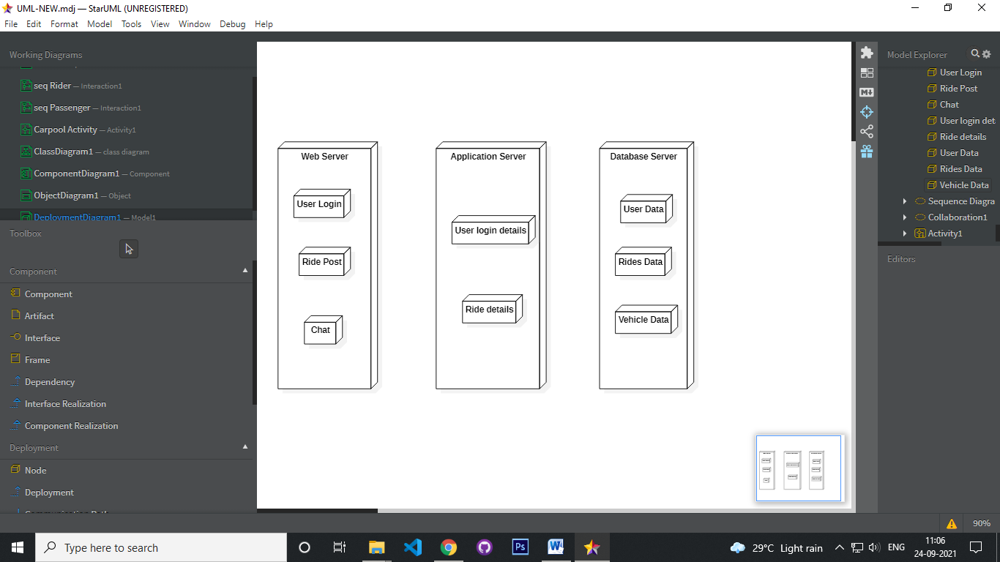 UML-NEW.mdj — StarUML (UNREGISTERED)
File Edit Format Model Tools View Window Debug Help
Working Diagrams
seq Rider — Interaction1
seq Passenger — Interaction1
Carpool Activity — Activity1
ClassDiagram1 — class diagram
ComponentDiagram1 — Component
ObjectDiagram1 — Object
DeploymentDiagram1 — Model1
Toolbox
Component
Component
Artifact
Interface
Frame
Dependency
Interface Realization
Component Realization
Deployment
Node
Deployment
Web Server
User Login
Ride Post
Chat
Application Server
User login details
Ride details
Database Server
User Data
Rides Data
Vehicle Data
M
Model Explorer
User Login
Ride Post
Chat
User login det
Ride details
User Data
Rides Data
Vehicle Data
Sequence Diagra
Collaboration1
Activity1
Editors
90%
Type here to search
Ps
W
29°C Light rain
ENG
11:06
24-09-2021